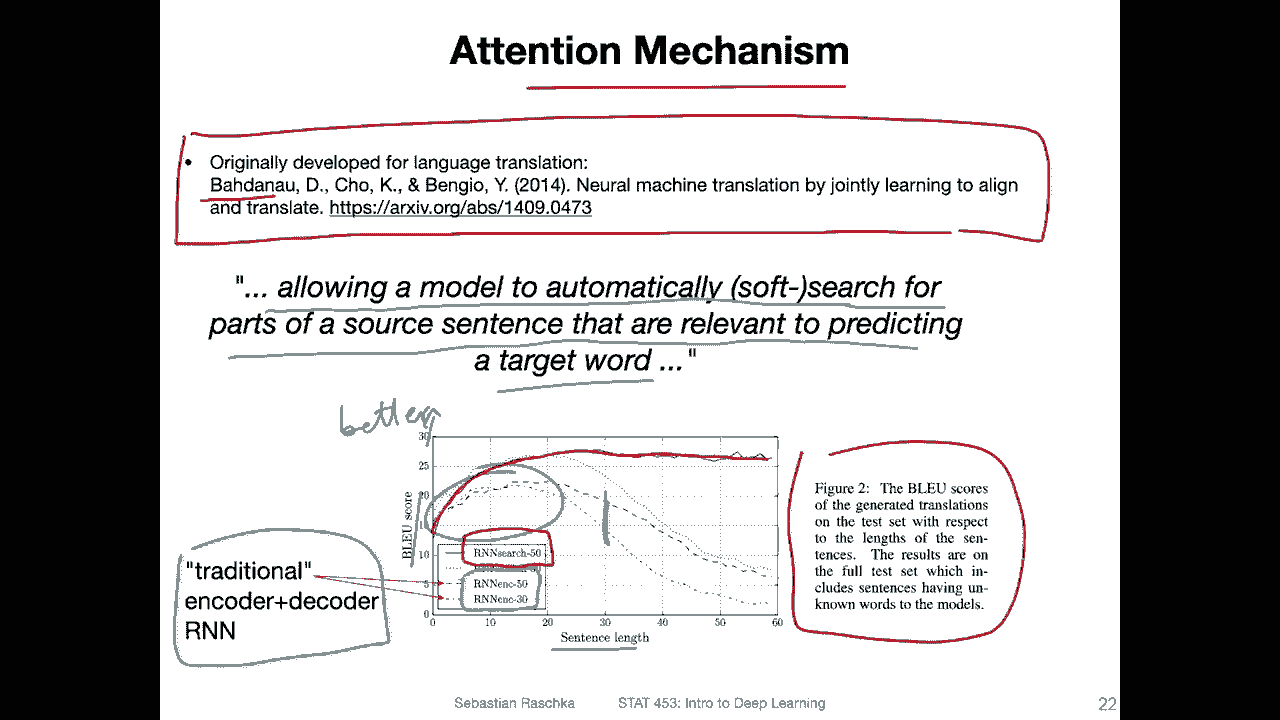 Attention Mechanism
• Originally developed for language translation:
Bahdanau, D., Cho, K., & Bengio, Y. (2014). Neural machine translation by jointly learning to align
and translate. https://arxiv.org/abs/1409.0473
"... allowing a model to automatically (soft-)search for
parts of a source sentence that are relevant to predicting
a target word ..."
better
30
25
20
15
10
5
0
BLEU score
RNNsearch-50
RNNenc-50
RNNenc-30
0 10 20 30 40 50 60
Sentence length
"traditional"
encoder+decoder
RNN
Figure 2: The BLEU scores
of the generated translations
on the test set with respect
to the lengths of the sen-
tences. The results are on
the full test set which in-
cludes sentences having un-
known words to the models.
Sebastian Raschka STAT 453: Intro to Deep Learning 22